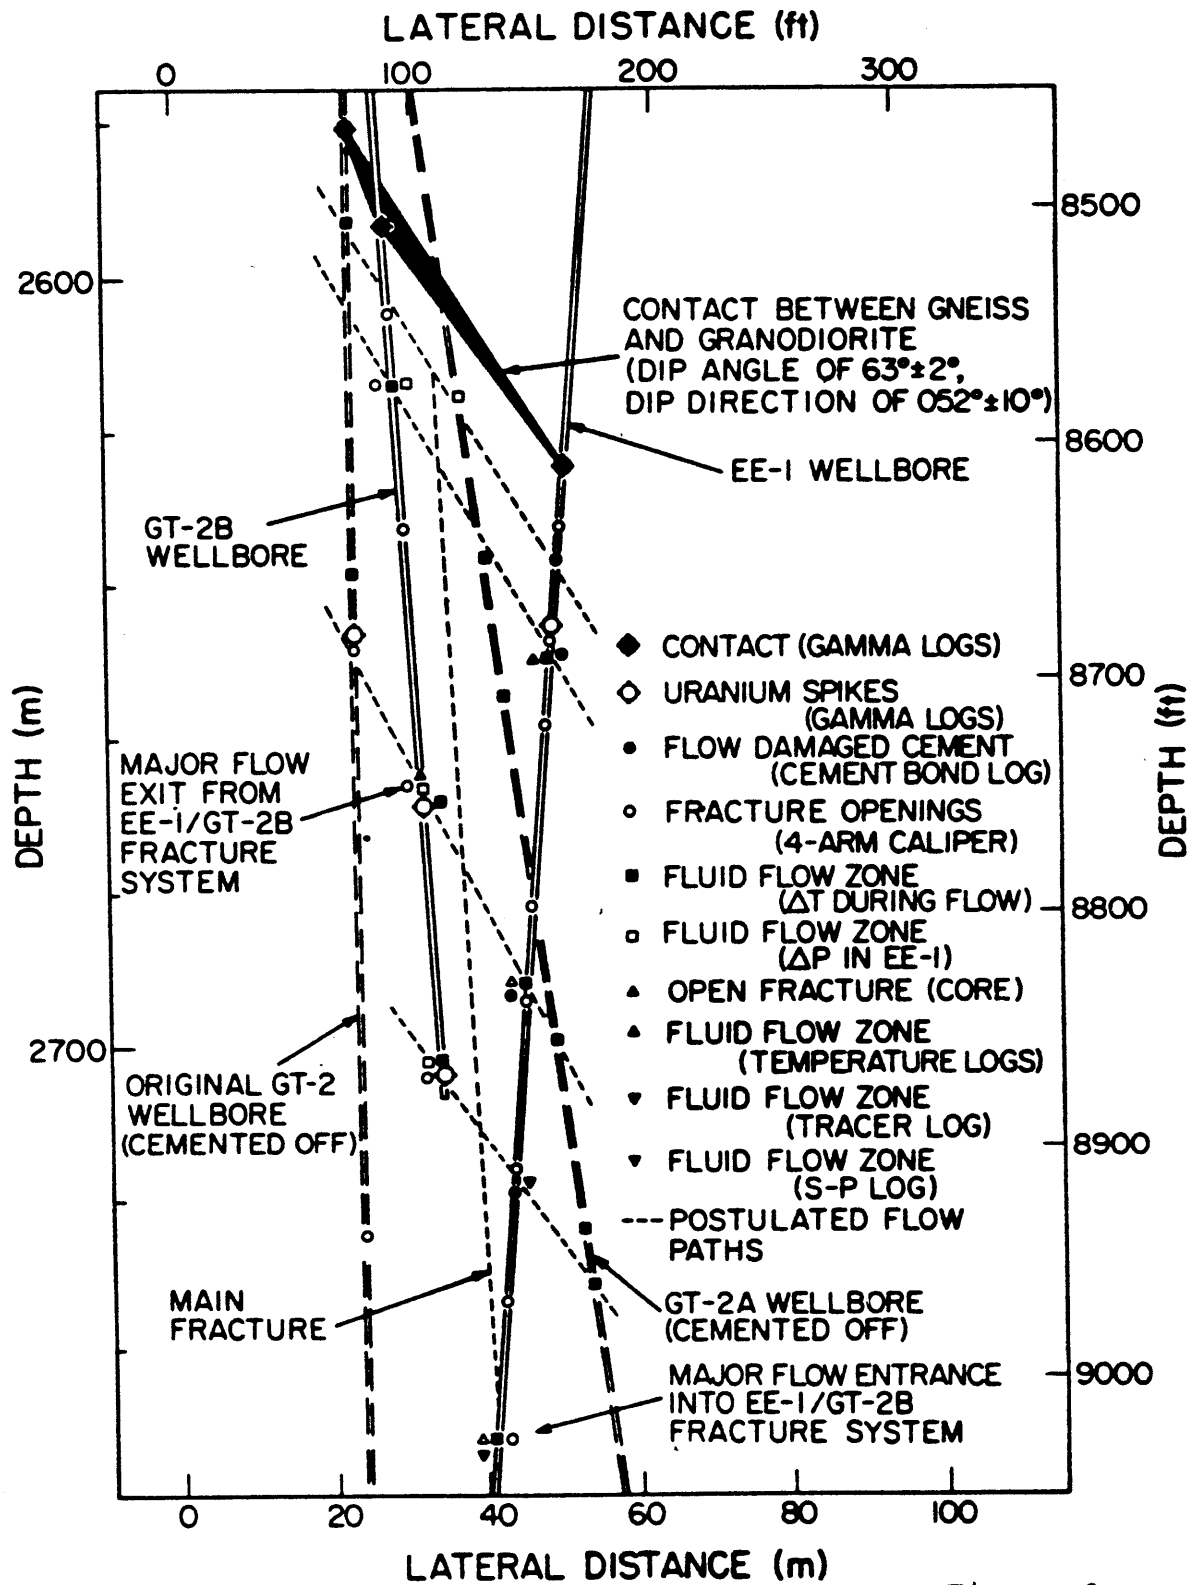 LATERAL DISTANCE (ft)
0 100 200 300
8500
2600
CONTACT BETWEEN GNEISS
AND GRANODIORITE
(DIP ANGLE OF 63°±2°,
DIP DIRECTION OF 052°±10°)
8600
EE-1 WELLBORE
GT-2B
WELLBORE
CONTACT (GAMMA LOGS)
8700
URANIUM SPIKES
(GAMMA LOGS)
DEPTH (m)
DEPTH (ft)
FLOW DAMAGED CEMENT
(CEMENT BOND LOG)
MAJOR FLOW
EXIT FROM
EE-1/GT-2B
FRACTURE
SYSTEM
FRACTURE OPENINGS
(4-ARM CALIPER)
FLUID FLOW ZONE
(ΔT DURING FLOW)
8800
FLUID FLOW ZONE
(ΔP IN EE-1)
OPEN FRACTURE (CORE)
2700
FLUID FLOW ZONE
(TEMPERATURE LOGS)
ORIGINAL GT-2
WELLBORE
(CEMENTED OFF)
FLUID FLOW ZONE
(TRACER LOG)
8900
FLUID FLOW ZONE
(S-P LOG)
POSTULATED FLOW
PATHS
MAIN
FRACTURE
GT-2A WELLBORE
(CEMENTED OFF)
MAJOR FLOW ENTRANCE
INTO EE-1/GT-2B
FRACTURE SYSTEM
9000
0 20 40 60 80 100
LATERAL DISTANCE (m)